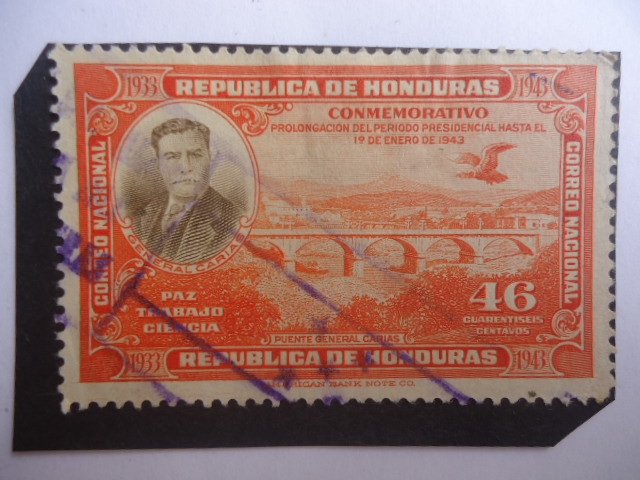 1933 REPUBLICA DE HONDURAS 1943
CONMEMORATIVO
PROLONGACION DEL PERIODO PRESIDENCIAL HASTA EL
1º DE ENERO DE 1943
CORREO NACIONAL
CORREO NACIONAL
GENERAL CARIAS
PAZ
TRABAJO
CIENCIA
46
CUARENTISEIS
CENTAVOS
PUENTE GENERAL CARIAS
1933 REPUBLICA DE HONDURAS 1943
AMERICAN BANK NOTE CO.